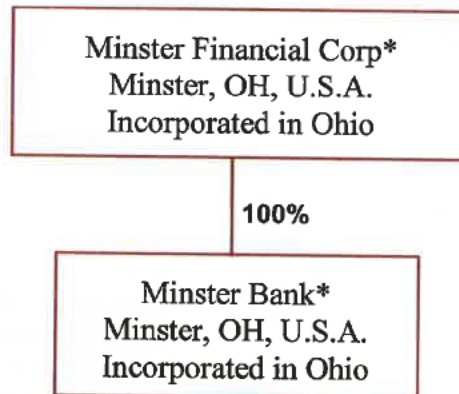 Minster Financial Corp*
Minster, OH, U.S.A.
Incorporated in Ohio
100%
Minster Bank*
Minster, OH, U.S.A.
Incorporated in Ohio